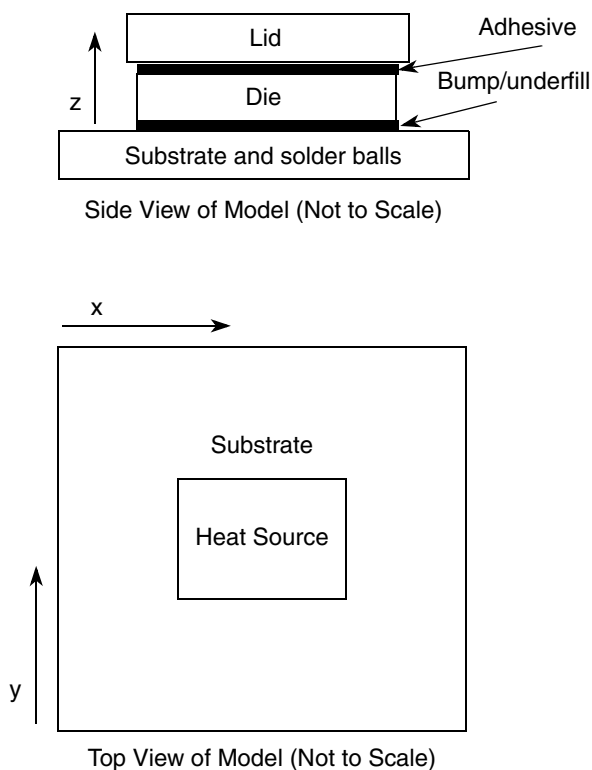 Lid
Adhesive
Die
Bump/underfill
z
Substrate and solder balls
Side View of Model (Not to Scale)
x
Substrate
Heat Source
y
Top View of Model (Not to Scale)